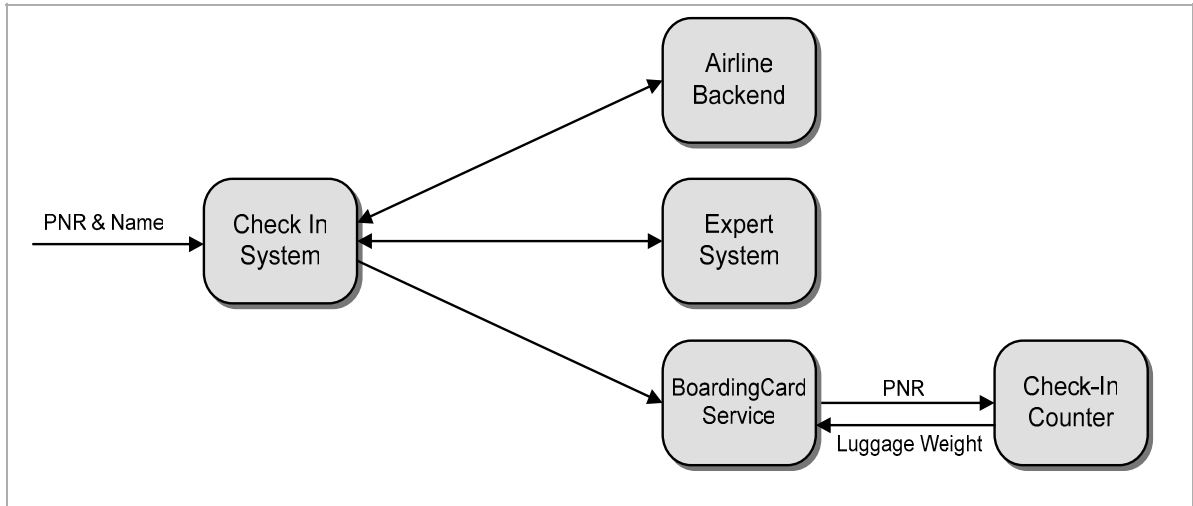 Airline
Backend
PNR & Name
Check In
System
Expert
System
BoardingCard
Service
PNR
Luggage Weight
Check-In
Counter